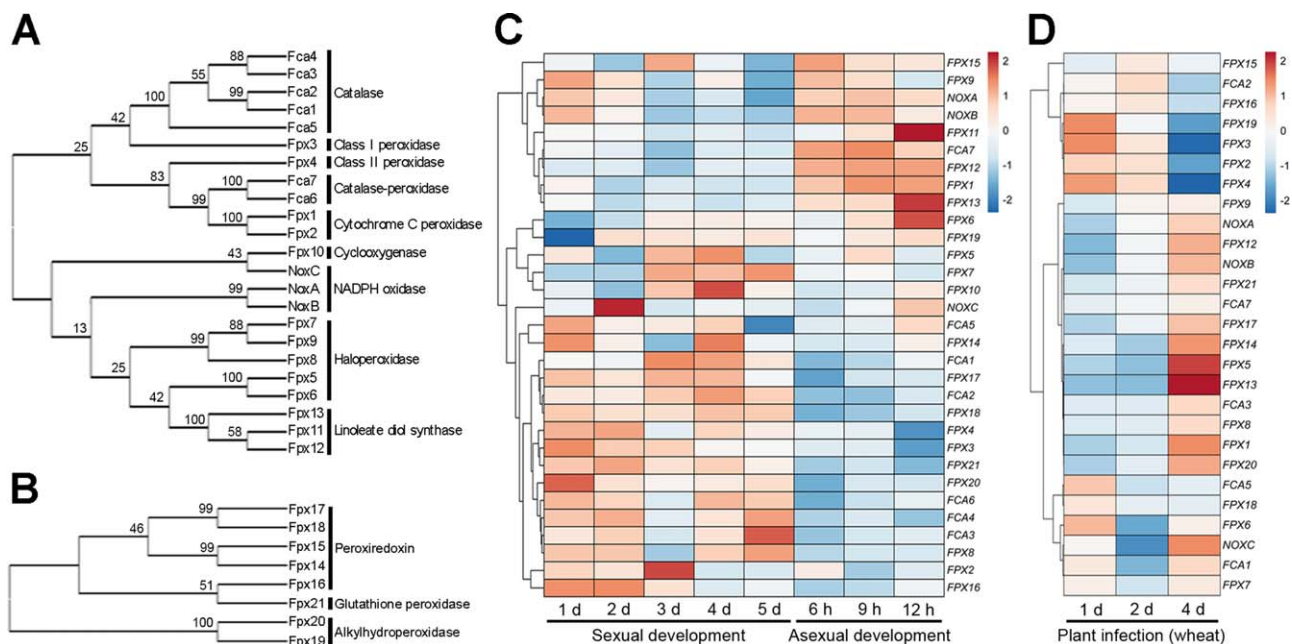 A
88
Fca4
Fca3
55
99
Fca2
Fca1
Catalase
100
Fca5
42
Fpx3
Class I peroxidase
25
Fpx4
Class II peroxidase
83
100
Fca7
Fca6
Catalase-peroxidase
99
100
Fpx1
Fpx2
Cytochrome C peroxidase
43
Fpx10
Cyclooxygenase
NoxC
99
NoxA
NoxB
NADPH oxidase
13
88
Fpx7
Fpx9
99
Fpx8
Haloperoxidase
25
100
Fpx5
Fpx6
42
Fpx13
100
58
Fpx11
Fpx12
Linoleate diol synthase
B
99
Fpx17
Fpx18
46
99
Fpx15
Fpx14
Peroxiredoxin
Fpx16
51
Fpx21
Glutathione peroxidase
100
Fpx20
Fpx19
Alkylhydroperoxidase
C
FPX15
FPX9
NOXA
NOXB
FPX11
FCA7
FPX12
FPX1
FPX13
FPX6
FPX19
FPX5
FPX7
FPX10
NOXC
FCA5
FPX14
FCA1
FPX17
FCA2
FPX18
FPX4
FPX3
FPX21
FPX20
FCA6
FCA4
FCA3
FPX8
FPX2
FPX16
2
1
0
-1
-2
1 d 2 d 3 d 4 d 5 d 6 h 9 h 12 h
Sexual development Asexual development
D
FPX15
FCA2
FPX16
FPX19
FPX3
FPX2
FPX4
FPX9
NOXA
FPX12
NOXB
FPX21
FCA7
FPX17
FPX14
FPX5
FPX13
FCA3
FPX8
FPX1
FPX20
FCA5
FPX18
FPX6
NOXC
FCA1
FPX7
2
1
0
-1
-2
1 d 2 d 4 d
Plant infection (wheat)